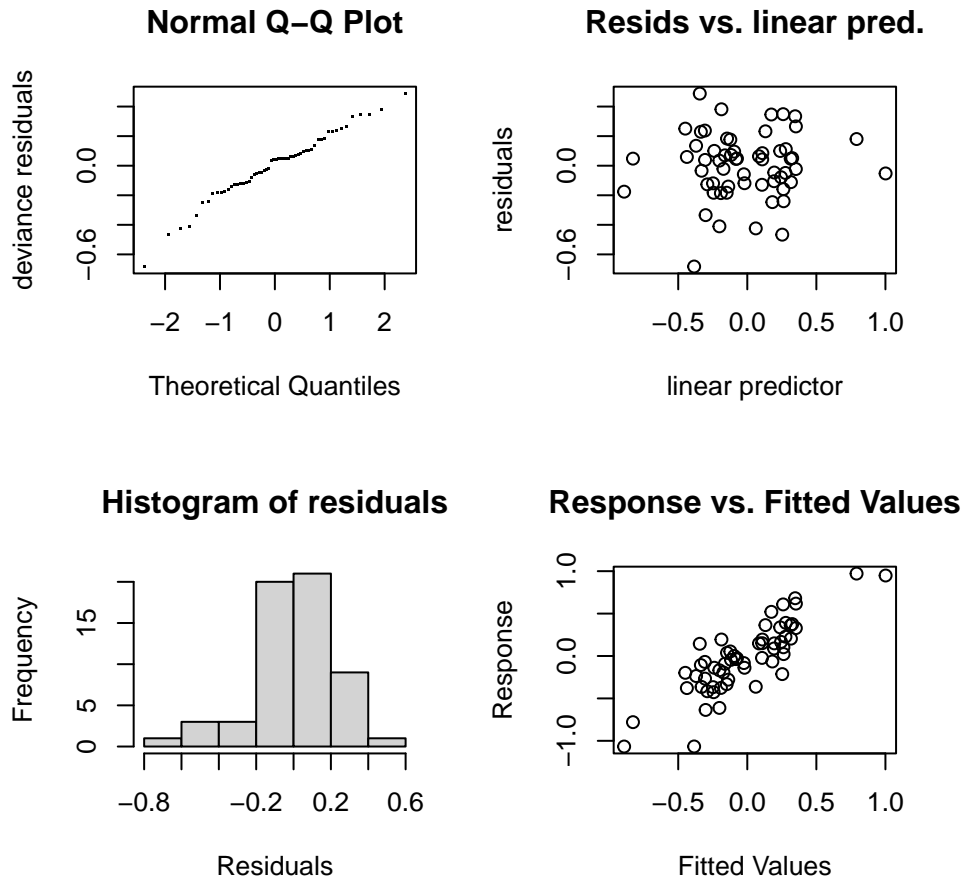 Normal Q−Q Plot
deviance residuals
0.0
−0.6
−2
−1
0
1
2
Theoretical Quantiles
Resids vs. linear pred.
residuals
0.0
−0.6
−0.5
0.0
0.5
1.0
linear predictor
Histogram of residuals
Frequency
15
5
0
−0.8
−0.2
0.2
0.6
Residuals
Response vs. Fitted Values
Response
1.0
0.0
−1.0
−0.5
0.0
0.5
1.0
Fitted Values